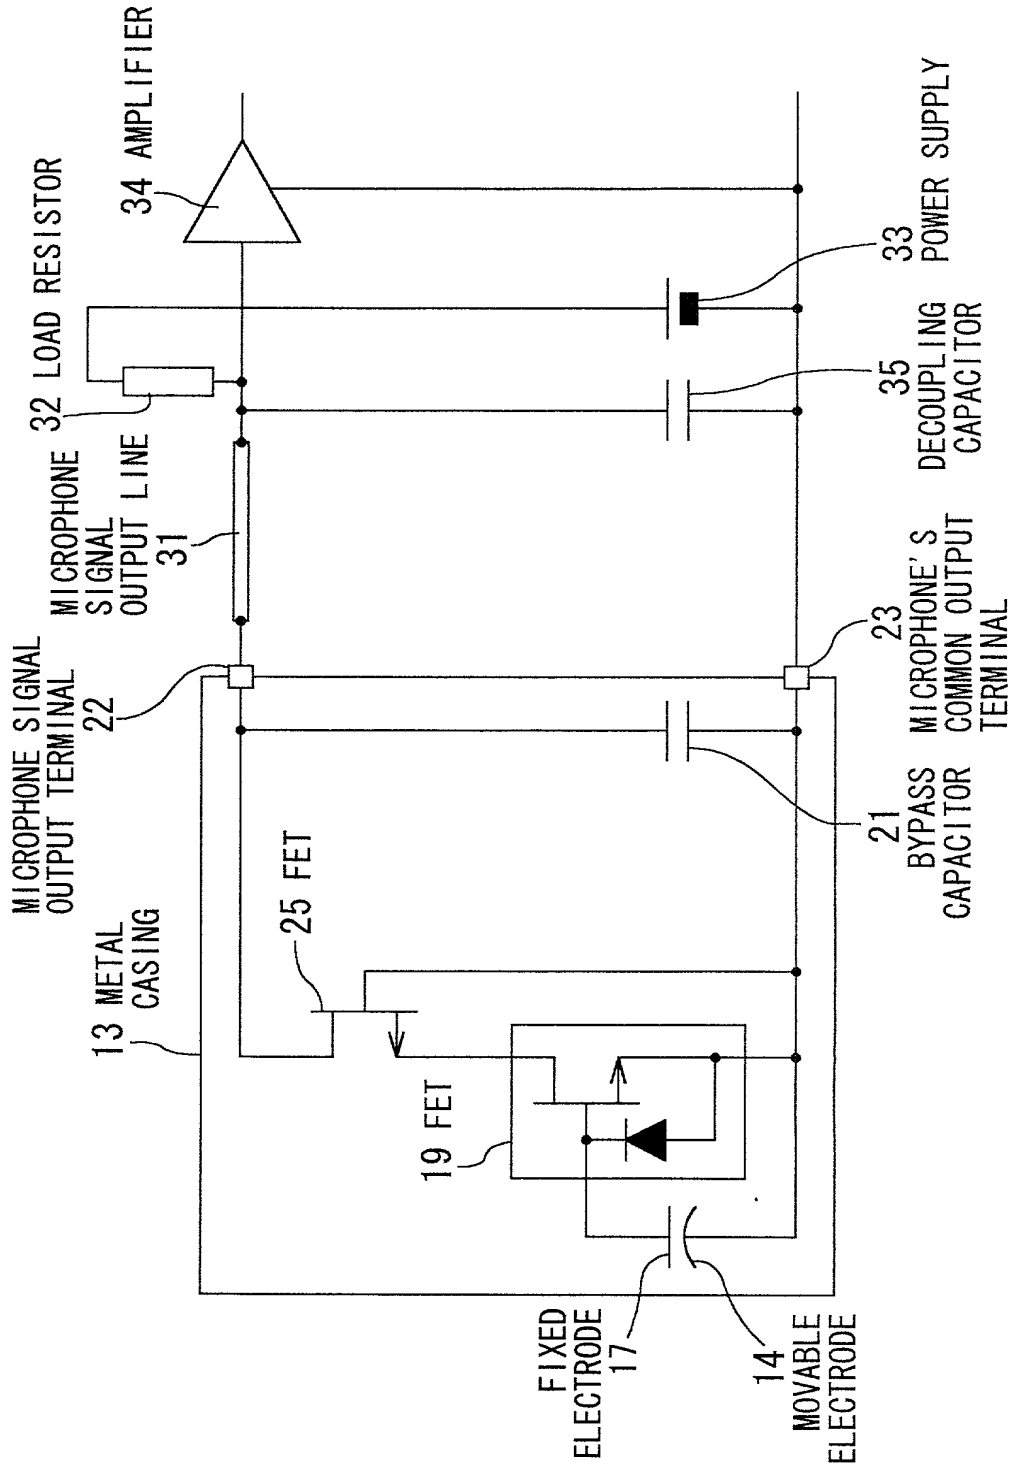 MICROPHONE SIGNAL
OUTPUT TERMINAL
22
MICROPHONE
SIGNAL
OUTPUT LINE
31
32 LOAD RESISTOR
34 AMPLIFIER
13 METAL
CASING
25 FET
19 FET
FIXED
ELECTRODE
17
14
MOVABLE
ELECTRODE
21
BYPASS
CAPACITOR
23
MICROPHONE'S
COMMON OUTPUT
TERMINAL
35
DECOUPLING
CAPACITOR
33
POWER SUPPLY